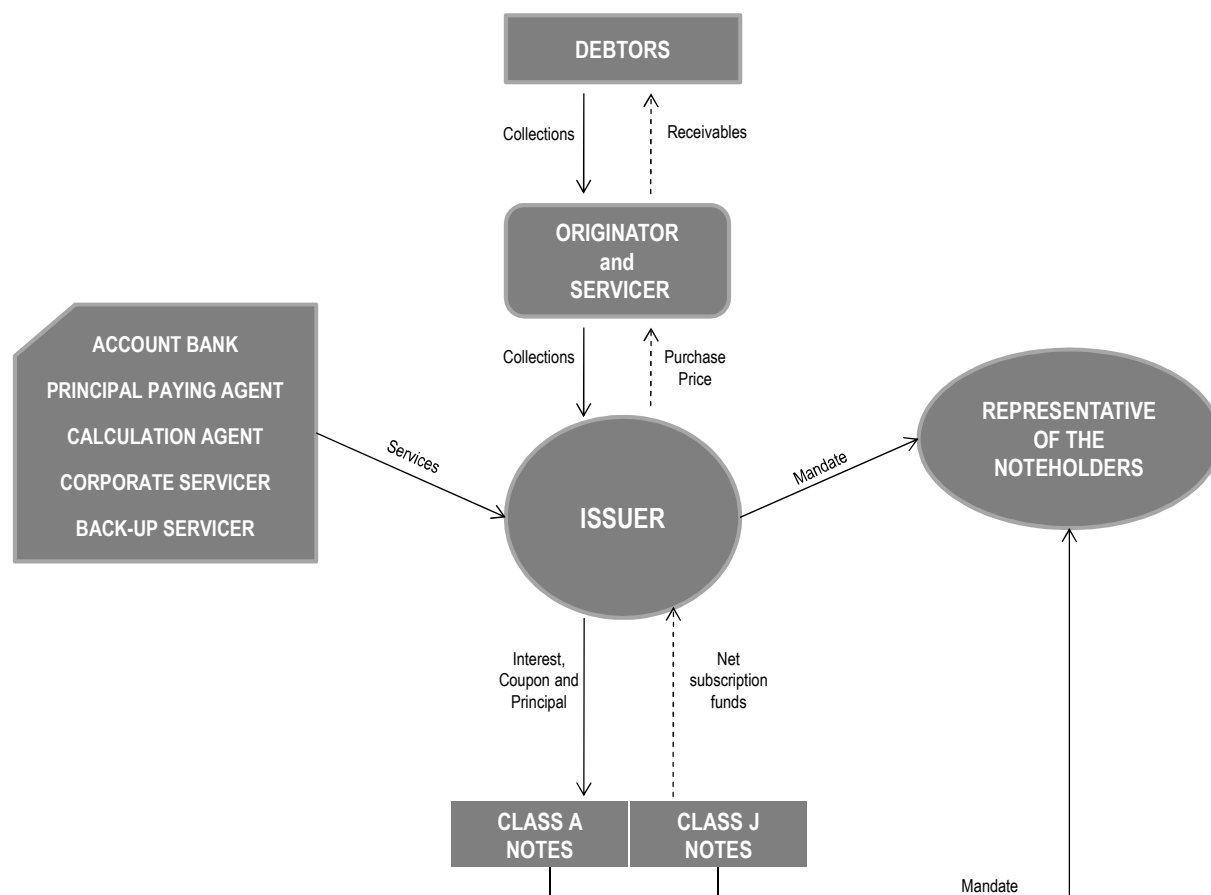 DEBTORS
Collections
Receivables
ORIGINATOR
and
SERVICER
ACCOUNT BANK
PRINCIPAL PAYING AGENT
CALCULATION AGENT
CORPORATE SERVICER
BACK-UP SERVICER
Collections
Purchase
Price
REPRESENTATIVE
OF THE
NOTEHOLDERS
Services
ISSUER
Mandate
Interest,
Coupon and
Principal
Net
subscription
funds
CLASS A
NOTES
CLASS J
NOTES
Mandate